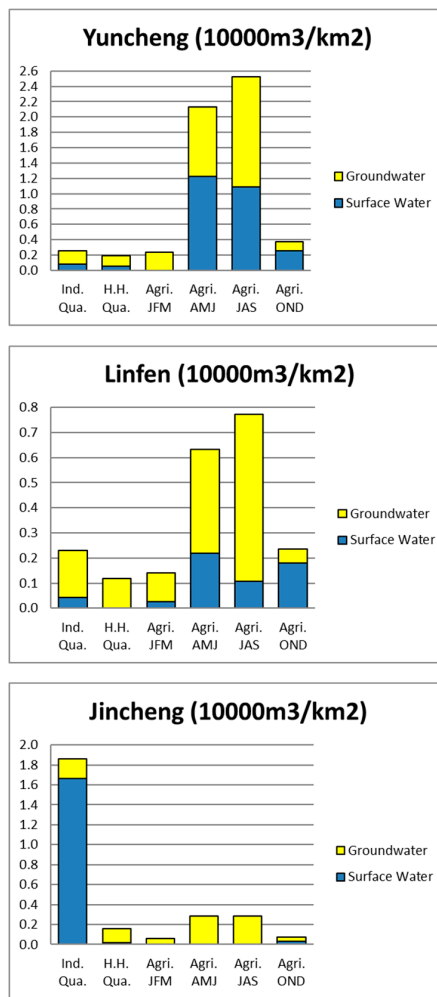 Yuncheng (10000m3/km2)
2.6
2.4
2.2
2.0
1.8
1.6
1.4
1.2
1.0
0.8
0.6
0.4
0.2
0.0
Groundwater
Surface Water
Ind. Qua.
H.H. Qua.
Agri. JFM
Agri. AMJ
Agri. JAS
Agri. OND
Linfen (10000m3/km2)
0.8
0.7
0.6
0.5
0.4
0.3
0.2
0.1
0.0
Groundwater
Surface Water
Ind. Qua.
H.H. Qua.
Agri. JFM
Agri. AMJ
Agri. JAS
Agri. OND
Jincheng (10000m3/km2)
2.0
1.8
1.6
1.4
1.2
1.0
0.8
0.6
0.4
0.2
0.0
Groundwater
Surface Water
Ind. Qua.
H.H. Qua.
Agri. JFM
Agri. AMJ
Agri. JAS
Agri. OND